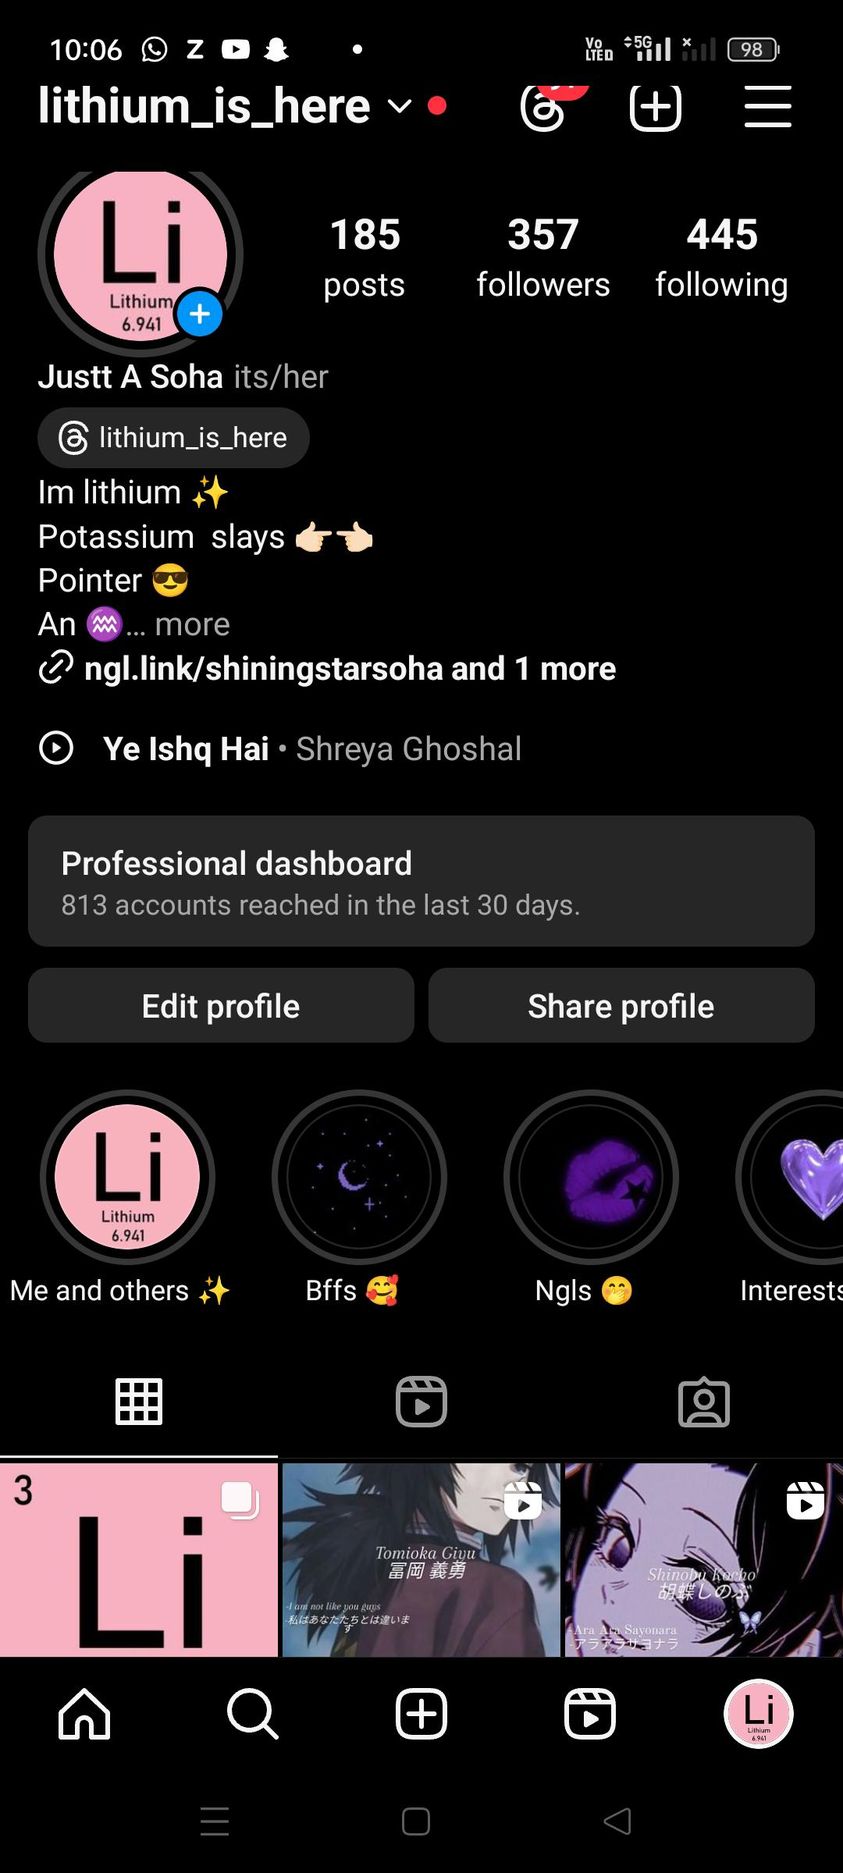 10:06 Z Vo LTED 5G 98
lithium_is_here
Li
Lithium
6.941
185 357 445
posts followers following
Justt A Soha its/her
lithium_is_here
Im lithium ✨
Potassium slays 👉🏻👈🏻
Pointer 😎
An ♒... more
ngl.link/shiningstarsoha and 1 more
Ye Ishq Hai • Shreya Ghoshal
Professional dashboard
813 accounts reached in the last 30 days.
Edit profile Share profile
Li
Lithium
6.941
Me and others ✨ Bffs 🥰 Ngls 🤭 Interests
3
Li
Tomioka Giyu
冨岡 義勇
-I am not like you guys
-私はあなたたちとは違いま
す
Shinobu Kocho
胡蝶しのぶ
-Ara Ara Sayonara
-アラアラサヨナラ
Li
Lithium
6.941